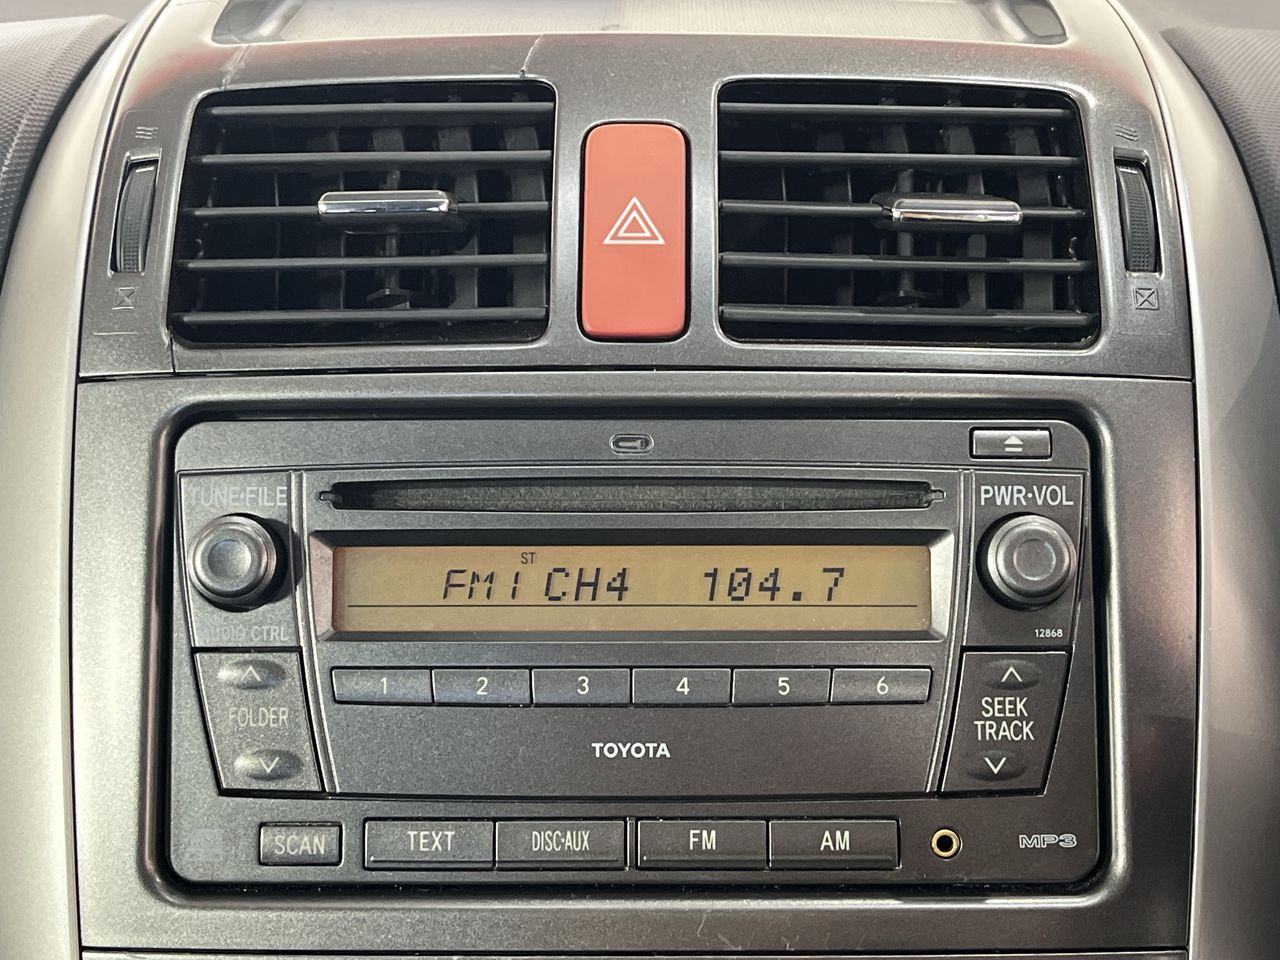 TUNE·FILE
PWR·VOL
ST
FM1 CH4 104.7
AUDIO CTRL
12868
1 2 3 4 5 6
FOLDER
SEEK
TRACK
TOYOTA
SCAN TEXT DISC·AUX FM AM MP3